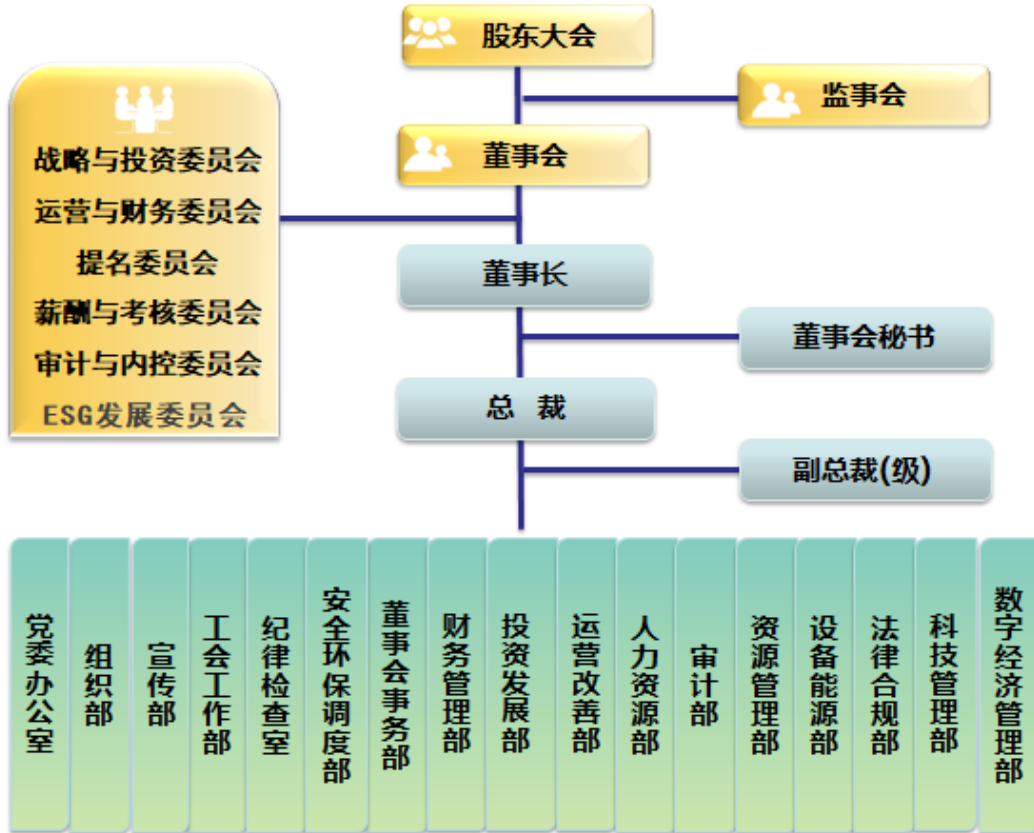 股东大会
监事会
董事会
战略与投资委员会
运营与财务委员会
提名委员会
薪酬与考核委员会
审计与内控委员会
ESG发展委员会
董事长
董事会秘书
总 裁
副总裁(级)
党委办公室
组织部
宣传部
工会工作部
纪律检查室
安全环保调度部
董事会事务部
财务管理部
投资发展部
运营改善部
人力资源部
审计部
资源管理部
设备能源部
法律合规部
科技管理部
数字经济管理部